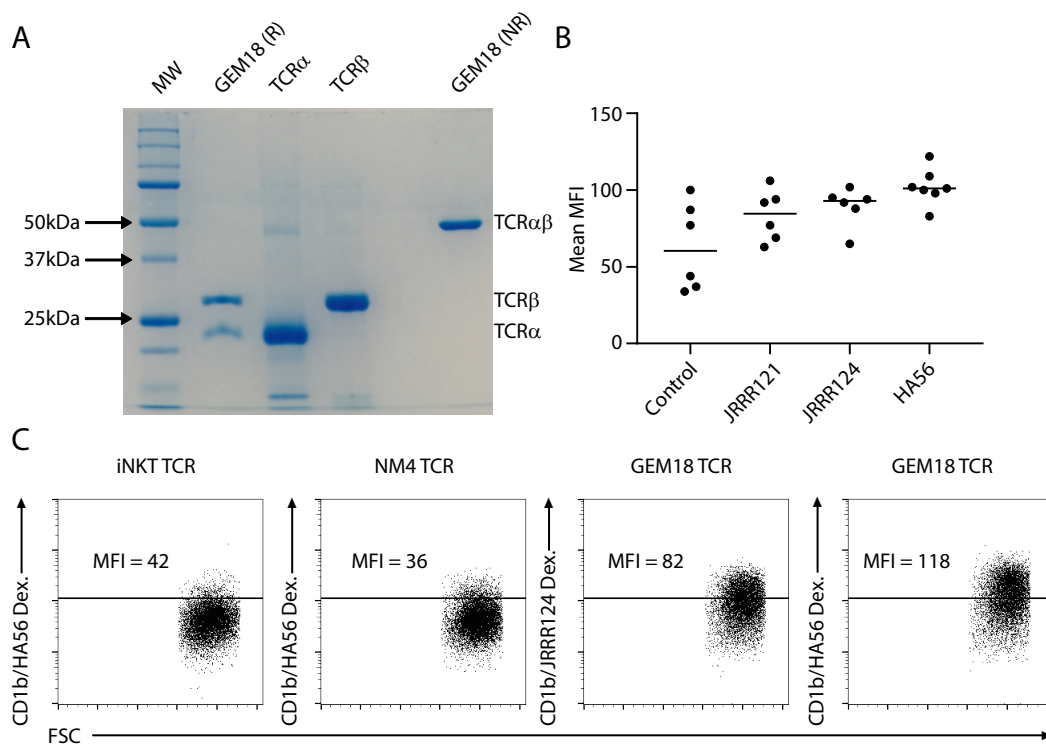 A
MW
GEM18 (R)
TCRα
TCRβ
GEM18 (NR)
50kDa
37kDa
25kDa
TCRαβ
TCRβ
TCRα
B
Mean MFI
150
100
50
0
Control
JRRR121
JRRR124
HA56
C
iNKT TCR
CD1b/HA56 Dex.
MFI = 42
NM4 TCR
CD1b/HA56 Dex.
MFI = 36
GEM18 TCR
CD1b/JRRR124 Dex.
MFI = 82
GEM18 TCR
CD1b/HA56 Dex.
MFI = 118
FSC